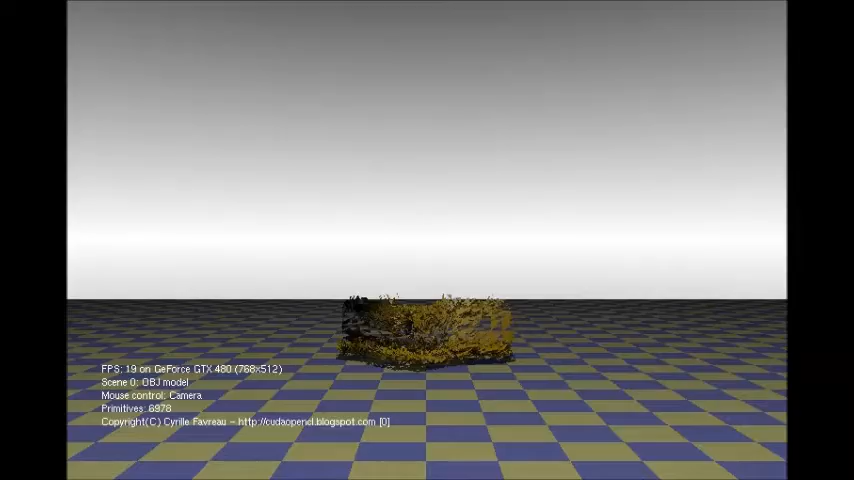 FPS: 19 on GeForce GTX 480 (768x512)
Scene 0: OBJ model
Mouse control: Camera
Primitives: 6978
Copyright(C) Cyrille Favreau – http://cudaopencl.blogspot.com [0]